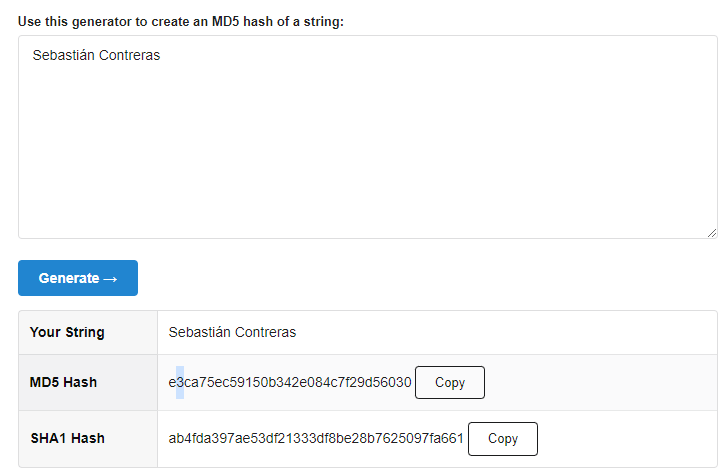 Use this generator to create an MD5 hash of a string:
Sebastián Contreras
Generate →
Your String Sebastián Contreras
MD5 Hash e3ca75ec59150b342e084c7f29d56030 Copy
SHA1 Hash ab4fda397ae53df21333df8be28b7625097fa661 Copy